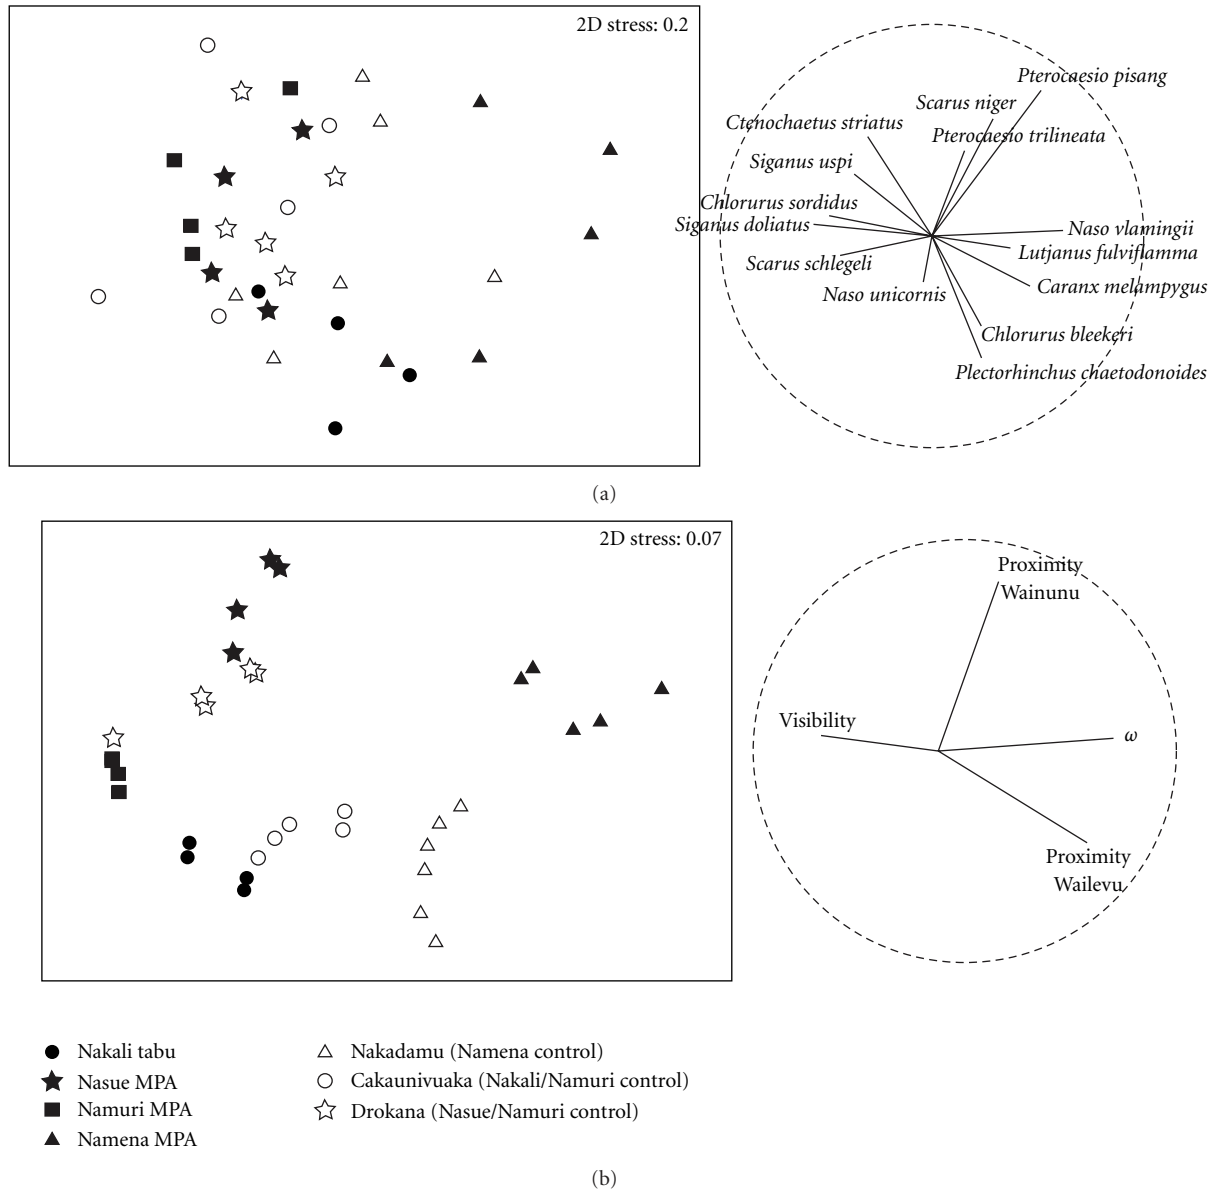 2D stress: 0.2
Pterocaesio pisang
Scarus niger
Ctenochaetus striatus
Pterocaesio trilineata
Siganus uspi
Chlorurus sordidus
Siganus doliatus
Naso vlamingii
Lutjanus fulviflamma
Scarus schlegeli
Caranx melampygus
Naso unicornis
Chlorurus bleekeri
Plectorhinchus chaetodonoides
(a)
2D stress: 0.07
Proximity
Wainunu
Visibility
ω
Proximity
Wailevu
Nakali tabu
Nasue MPA
Namuri MPA
Namena MPA
Nakadamu (Namena control)
Cakaunivuaka (Nakali/Namuri control)
Drokana (Nasue/Namuri control)
(b)